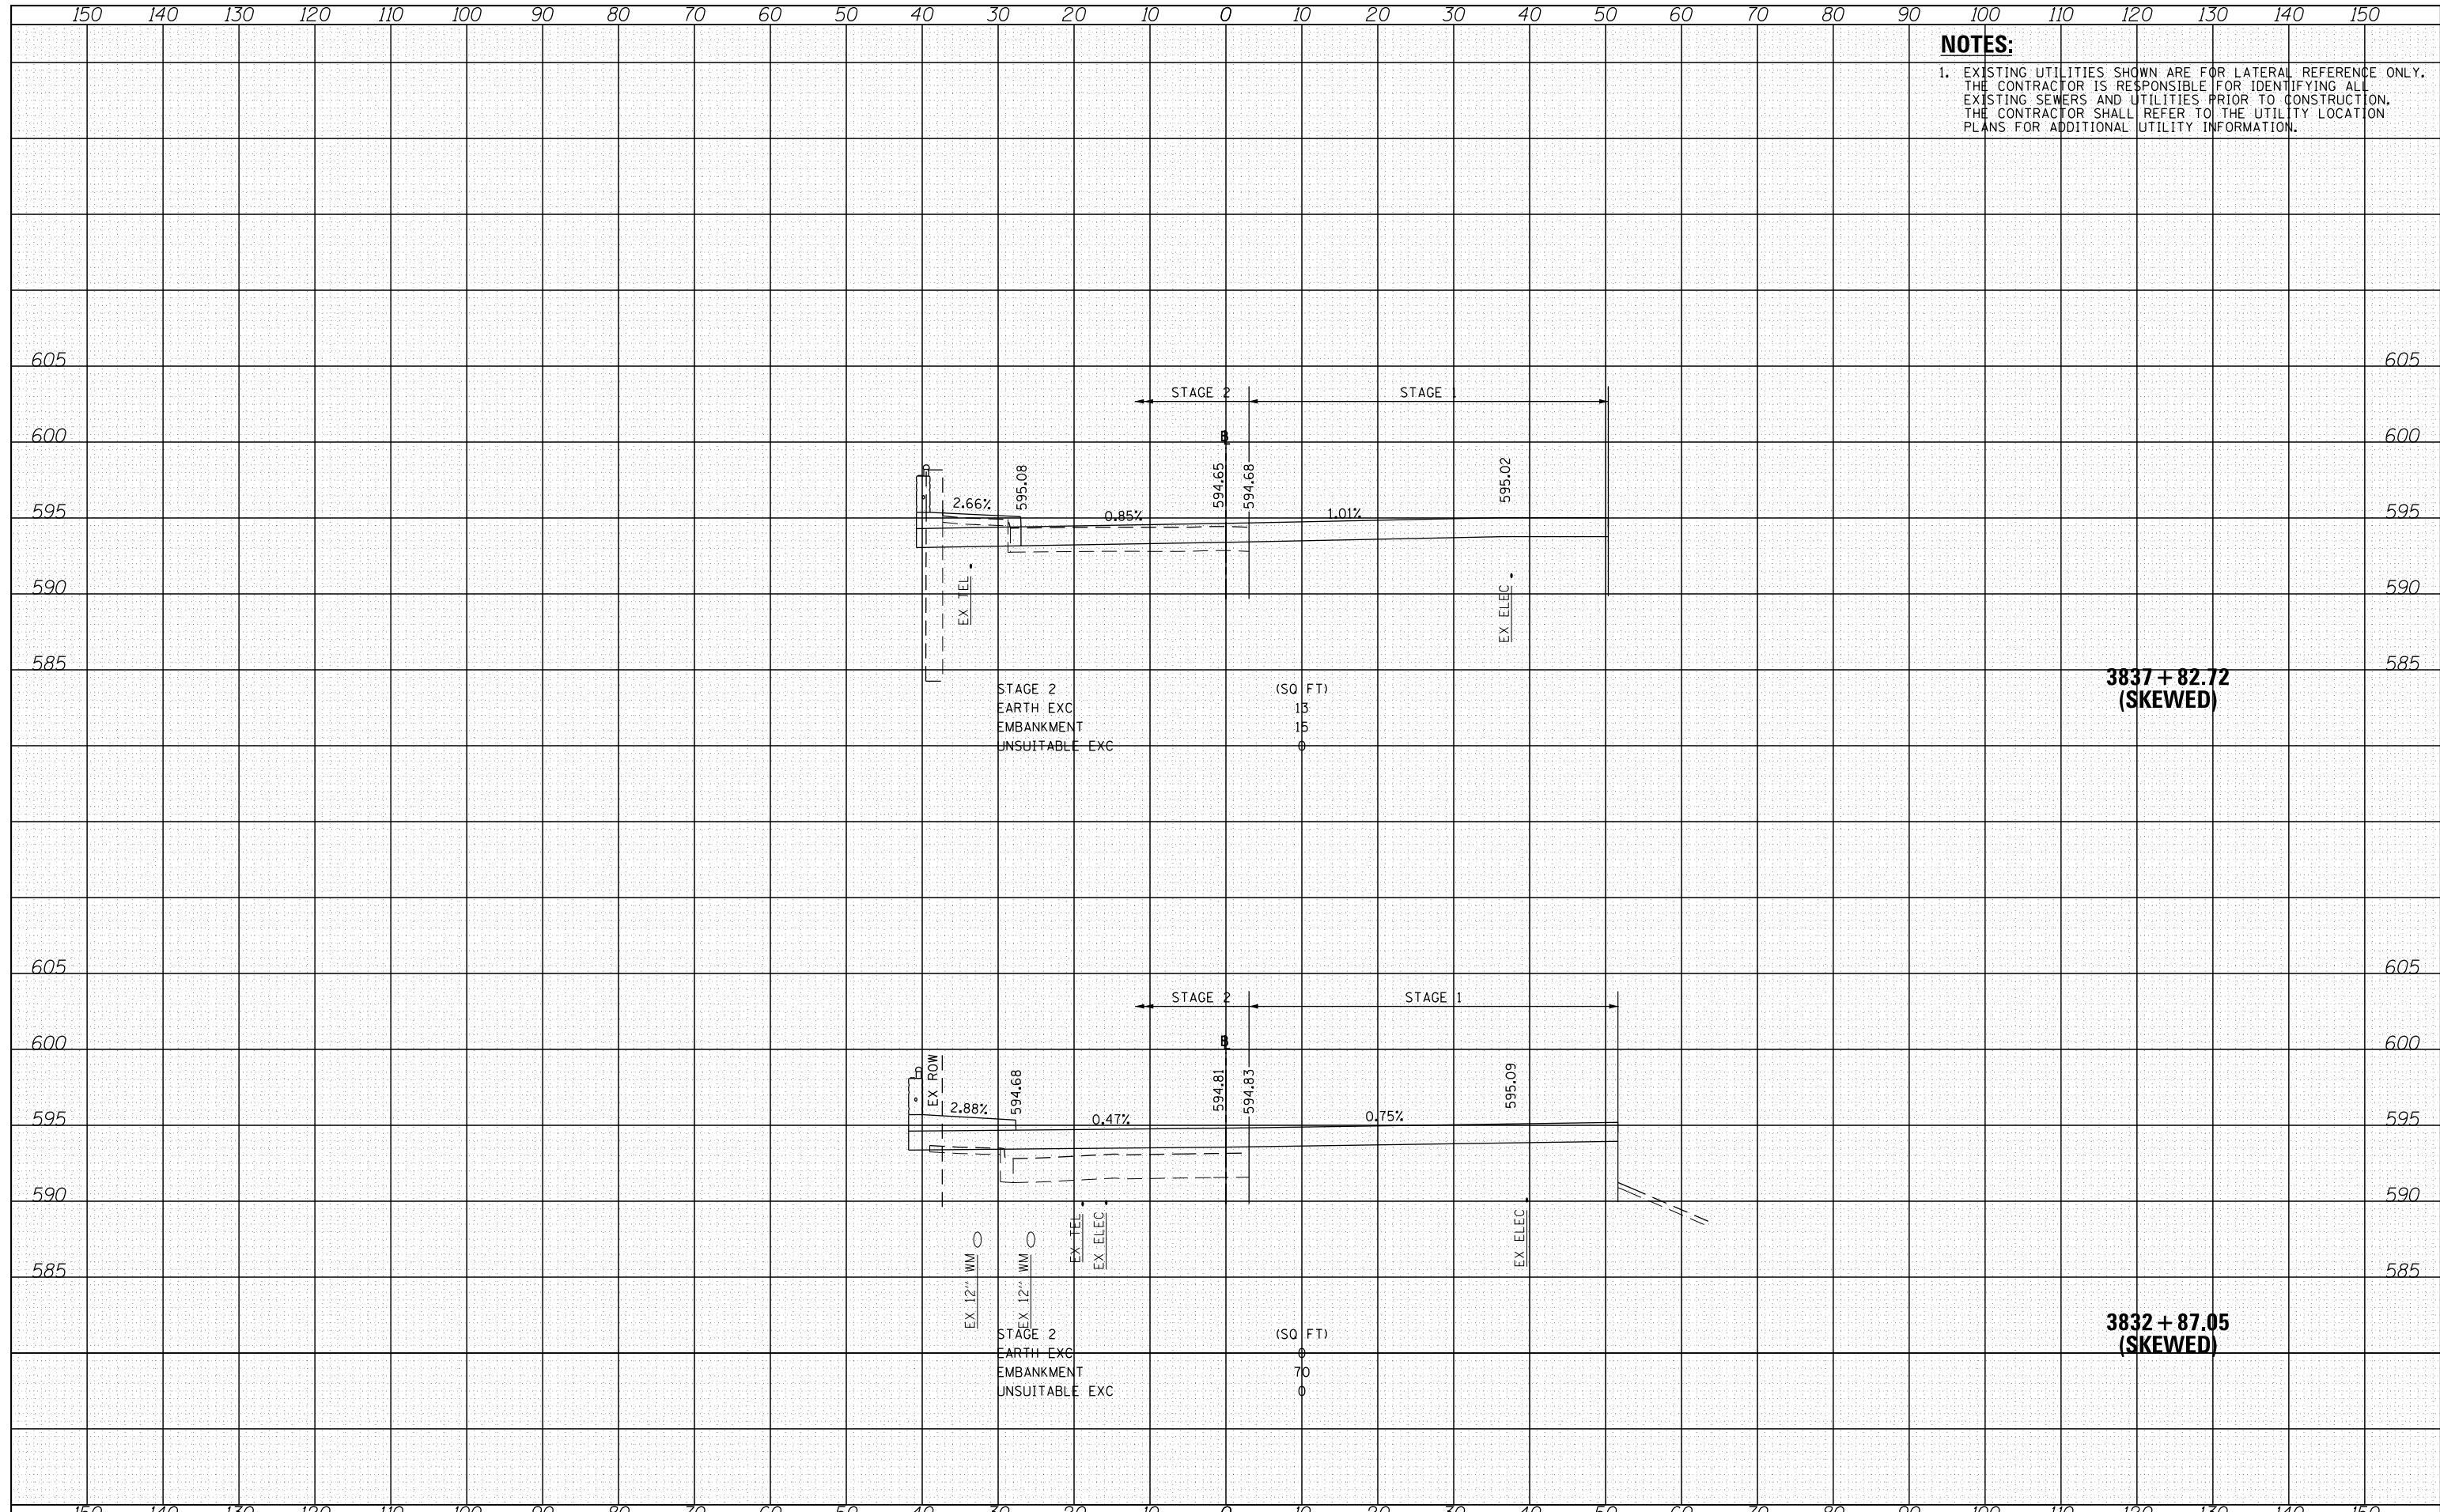 150 140 130 120 110 100 90 80 70 60 50 40 30 20 10 0 10 20 30 40 50 60 70 80 90 100 110 120 130 140 150
NOTES:
1. EXISTING UTILITIES SHOWN ARE FOR LATERAL REFERENCE ONLY.
THE CONTRACTOR IS RESPONSIBLE FOR IDENTIFYING ALL
EXISTING SEWERS AND UTILITIES PRIOR TO CONSTRUCTION.
THE CONTRACTOR SHALL REFER TO THE UTILITY LOCATION
PLANS FOR ADDITIONAL UTILITY INFORMATION.
605 605
STAGE 2 STAGE 1
600 600
595.08 594.65 594.68 595.02
2.66% 0.85% 1.01%
595 595
EX TEL EX ELEC
590 590
585 585
3837 + 82.72
(SKEWED)
STAGE 2 (SQ FT)
EARTH EXC 13
EMBANKMENT 15
UNSUITABLE EXC 0
605 605
STAGE 2 STAGE 1
600 600
EX ROW 594.68 594.81 594.83 595.09
2.88% 0.47% 0.75%
595 595
590 590
EX 12" WM EX 12" WM EX TEL EX ELEC EX ELEC
585 585
3832 + 87.05
(SKEWED)
STAGE 2 (SQ FT)
EARTH EXC 0
EMBANKMENT 70
UNSUITABLE EXC 0
150 140 130 120 110 100 90 80 70 60 50 40 30 20 10 0 10 20 30 40 50 60 70 80 90 100 110 120 130 140 150